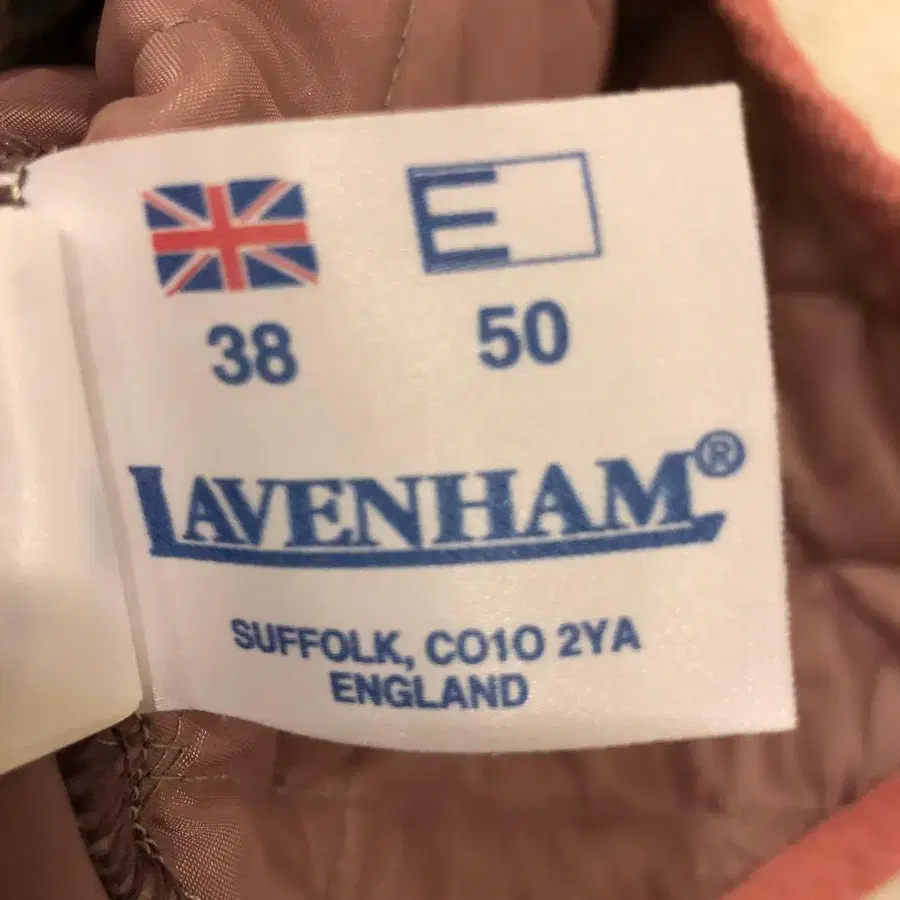 E
38 50
LAVENHAM®
SUFFOLK, CO10 2YA
ENGLAND